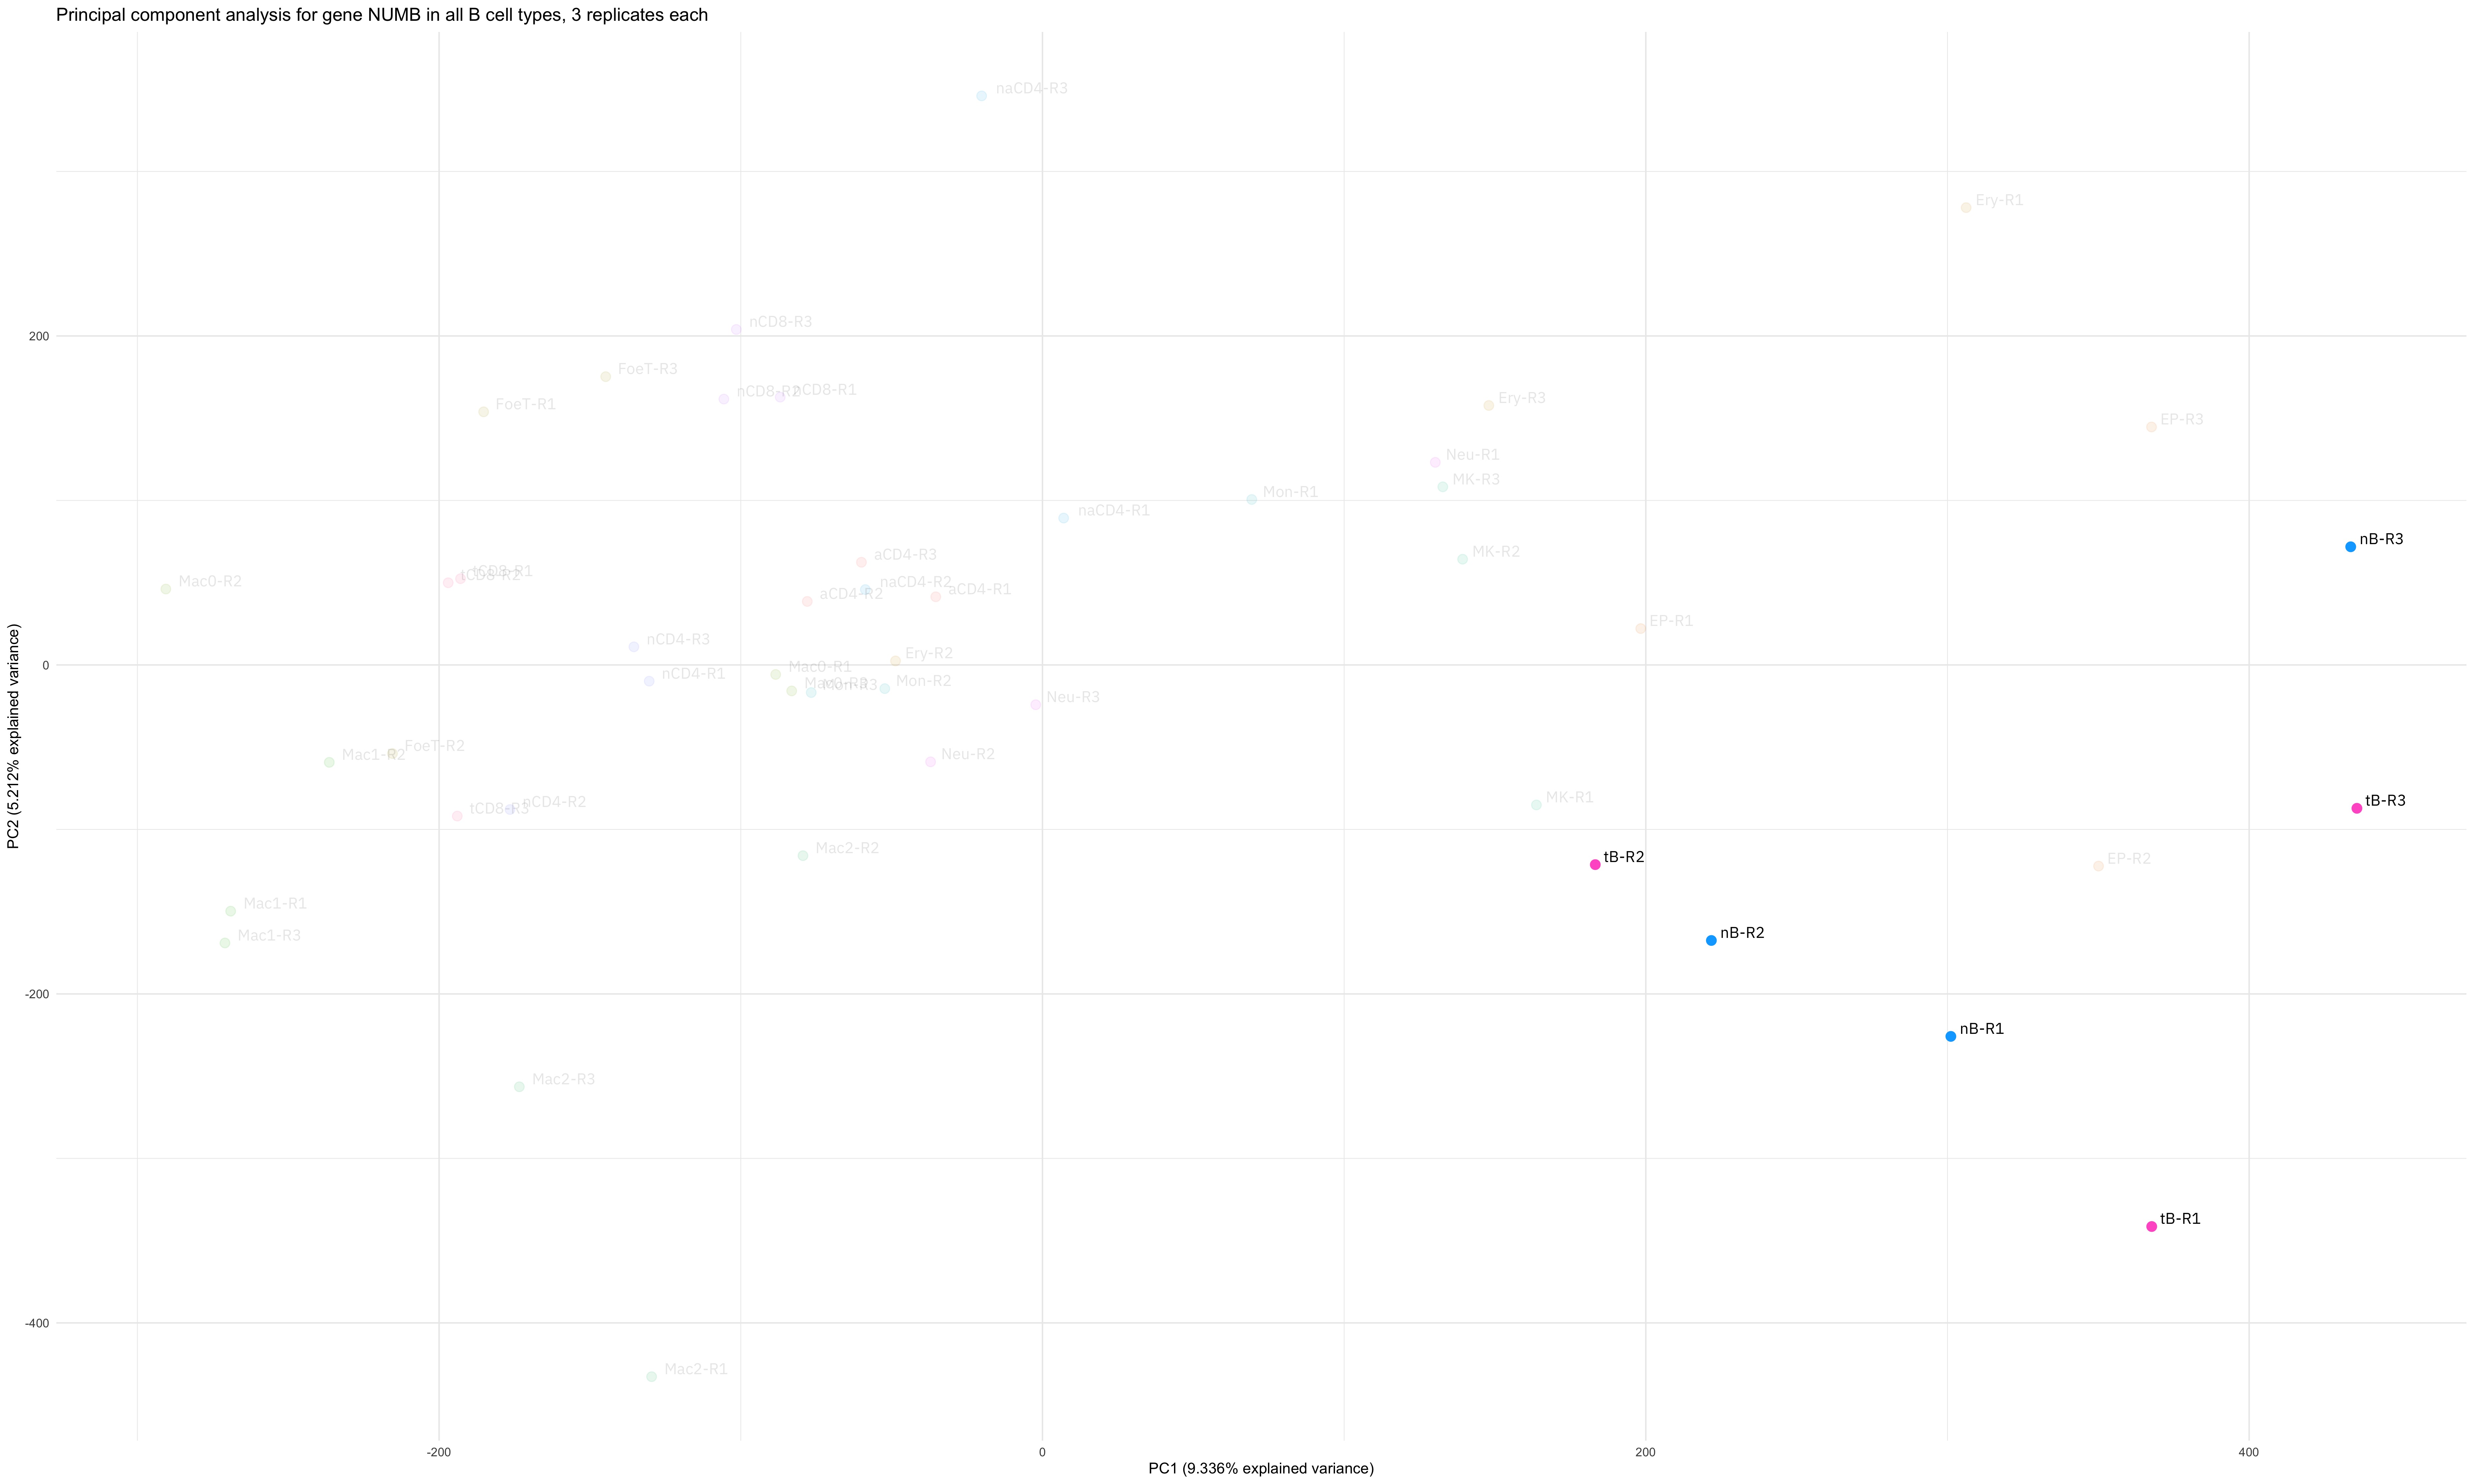 Principal component analysis for gene NUMB in all B cell types, 3 replicates each
naCD4-R3
Ery-R1
nCD8-R3
200
FoeT-R3
nCD8-R2
nCD8-R1
Ery-R3
FoeT-R1
EP-R3
Neu-R1
MK-R3
Mon-R1
naCD4-R1
nB-R3
aCD4-R3
MK-R2
tCD8-R1
tCD8-R2
Mac0-R2
naCD4-R2
aCD4-R1
aCD4-R2
EP-R1
nCD4-R3
0
Ery-R2
Mac0-R1
nCD4-R1
Mon-R2
Mac0-R3
Mon-R3
Neu-R3
PC2 (5.212% explained variance)
FoeT-R2
Mac1-R2
Neu-R2
MK-R1
tB-R3
nCD4-R2
tCD8-R3
Mac2-R2
tB-R2
EP-R2
Mac1-R1
nB-R2
Mac1-R3
-200
nB-R1
Mac2-R3
tB-R1
-400
Mac2-R1
-200
0
200
400
PC1 (9.336% explained variance)